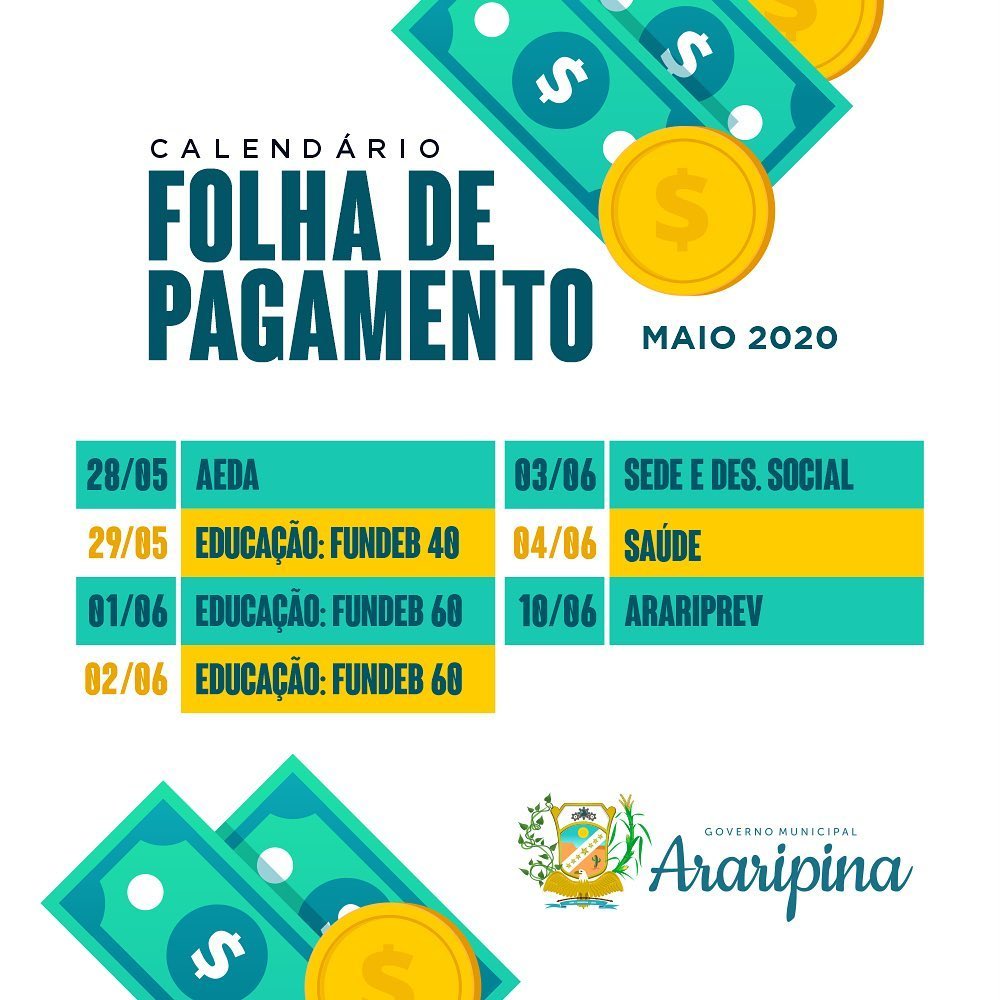 CALENDÁRIO
FOLHA DE
PAGAMENTO
MAIO 2020
28/05 AEDA
29/05 EDUCAÇÃO: FUNDEB 40
01/06 EDUCAÇÃO: FUNDEB 60
02/06 EDUCAÇÃO: FUNDEB 60
03/06 SEDE E DES. SOCIAL
04/06 SAÚDE
10/06 ARARIPREV
GOVERNO MUNICIPAL
Araripina